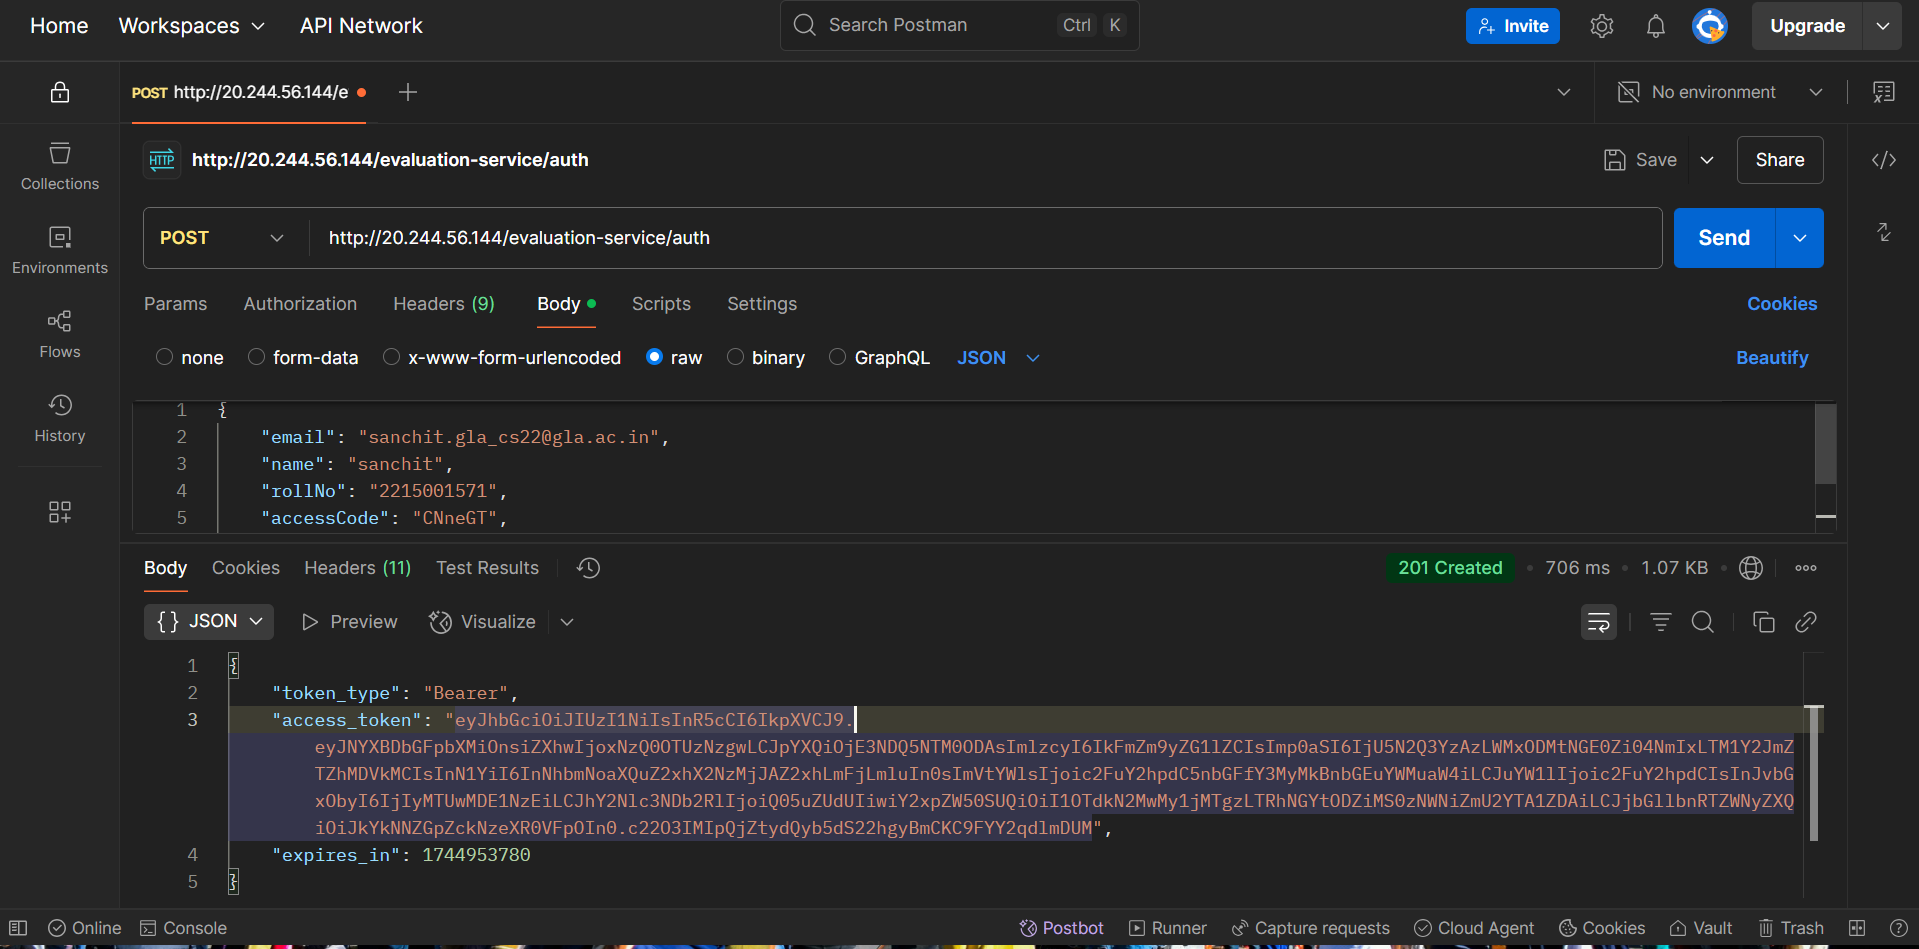 Home Workspaces API Network Search Postman Ctrl K Invite Upgrade
POST http://20.244.56.144/e No environment
HTTP http://20.244.56.144/evaluation-service/auth Save Share
Collections
Environments
Flows
History
POST http://20.244.56.144/evaluation-service/auth Send
Params Authorization Headers (9) Body Scripts Settings Cookies
none form-data x-www-form-urlencoded raw binary GraphQL JSON Beautify
1 {
2 "email": "sanchit.gla_cs22@gla.ac.in",
3 "name": "sanchit",
4 "rollNo": "2215001571",
5 "accessCode": "CNneGT",
Body Cookies Headers (11) Test Results 201 Created • 706 ms • 1.07 KB
{} JSON Preview Visualize
1 {
2 "token_type": "Bearer",
3 "access_token": "eyJhbGciOiJIUzI1NiIsInR5cCI6IkpXVCJ9.
eyJNYXBDbGFpbXMiOnsiZXhwIjoxNzQ0OTUzNzgwLCJpYXQiOjE3NDQ5NTM0ODAsImlzcyI6IkFmZm9yZG1lZCIsImp0aSI6IjU5N2Q3YzAzLWMxODMtNGE0Zi04NmIxLTM1Y2JmZ
TZhMDVkMCIsInN1YiI6InNhbmNoaXQuZ2xhX2NzMjJAZ2xhLmFjLmluIn0sImVtYWlsIjoic2FuY2hpdC5nbGFfY3MyMkBnbGEuYWMuaW4iLCJuYW1lIjoic2FuY2hpdCIsInJvbG
xObyI6IjIyMTUwMDE1NzEiLCJhY2Nlc3NDb2RlIjoiQ05uZUdUIiwiY2xpZW50SUQiOiI1OTdkN2MwMy1jMTgzLTRhNGYtODZiMS0zNWNiZmU2YTA1ZDAiLCJjbGllbnRTZWNyZXQ
iOiJkYkNNZGpZckNzeXR0VFpOIn0.c22O3IMIpQjZtydQyb5dS22hgyBmCKC9FYY2qdlmDUM",
4 "expires_in": 1744953780
5 }
Online Console Postbot Runner Capture requests Cloud Agent Cookies Vault Trash